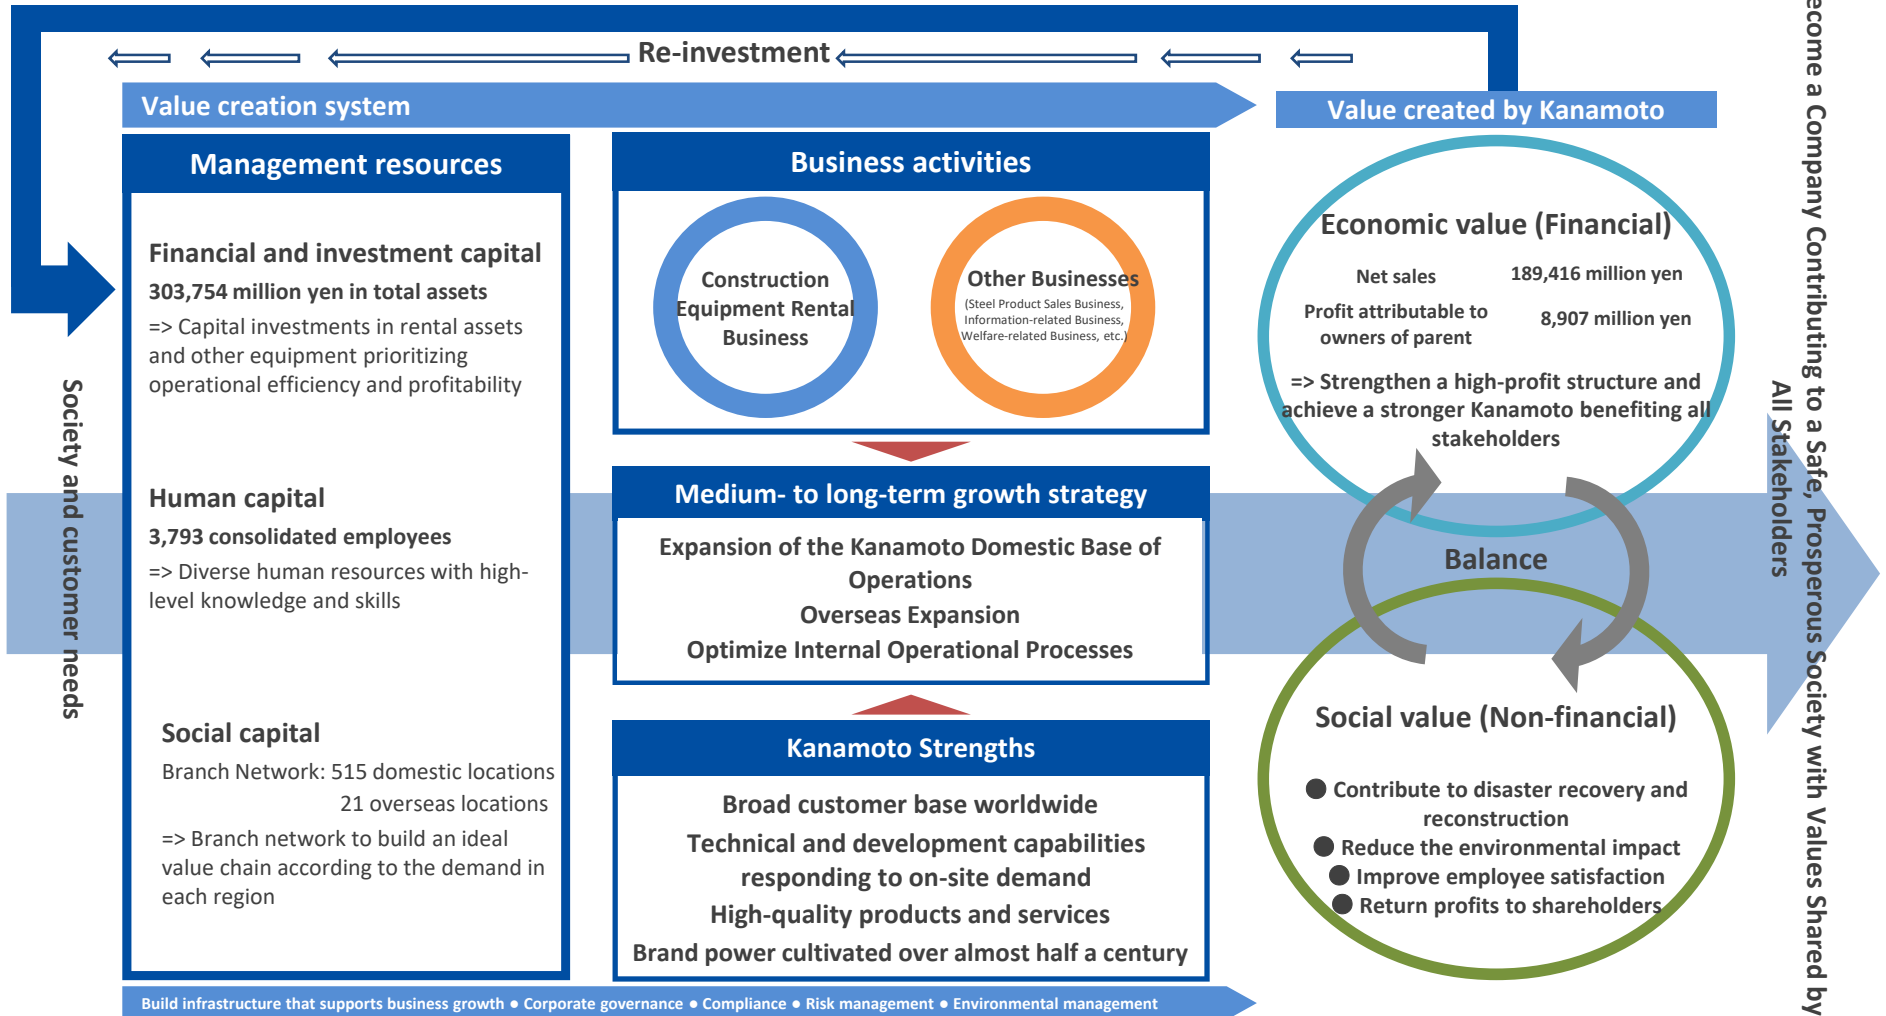 Re-investment
Value creation system
Value created by Kanamoto
Society and customer needs
Management resources
Financial and investment capital
303,754 million yen in total assets
=> Capital investments in rental assets
and other equipment prioritizing
operational efficiency and profitability
Human capital
3,793 consolidated employees
=> Diverse human resources with high-
level knowledge and skills
Social capital
Branch Network: 515 domestic locations
21 overseas locations
=> Branch network to build an ideal
value chain according to the demand in
each region
Business activities
Construction
Equipment Rental
Business
Other Businesses
(Steel Product Sales Business,
Information-related Business,
Welfare-related Business, etc.)
Medium- to long-term growth strategy
Expansion of the Kanamoto Domestic Base of
Operations
Overseas Expansion
Optimize Internal Operational Processes
Kanamoto Strengths
Broad customer base worldwide
Technical and development capabilities
responding to on-site demand
High-quality products and services
Brand power cultivated over almost half a century
Economic value (Financial)
Net sales 189,416 million yen
Profit attributable to
owners of parent 8,907 million yen
=> Strengthen a high-profit structure and
achieve a stronger Kanamoto benefiting all
stakeholders
Balance
Social value (Non-financial)
● Contribute to disaster recovery and
reconstruction
● Reduce the environmental impact
● Improve employee satisfaction
● Return profits to shareholders
ecome a Company Contributing to a Safe, Prosperous Society with Values Shared by
All Stakeholders
Build infrastructure that supports business growth ● Corporate governance ● Compliance ● Risk management ● Environmental management